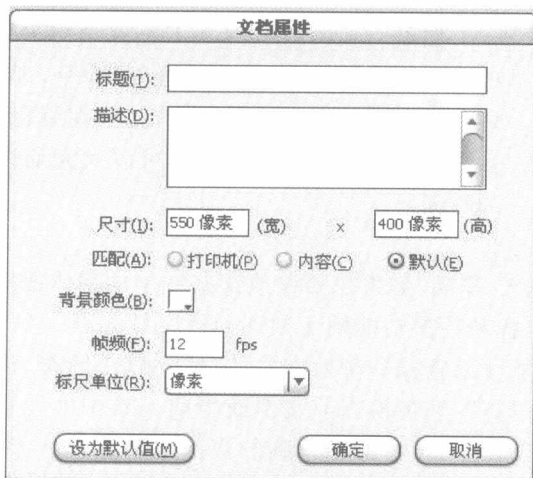 文档属性
标题(T):
描述(D):
尺寸(I): 550 像素 (宽) x 400 像素 (高)
匹配(A): 打印机(P) 内容(C) 默认(E)
背景颜色(B):
帧频(F): 12 fps
标尺单位(R): 像素
设为默认值(M) 确定 取消